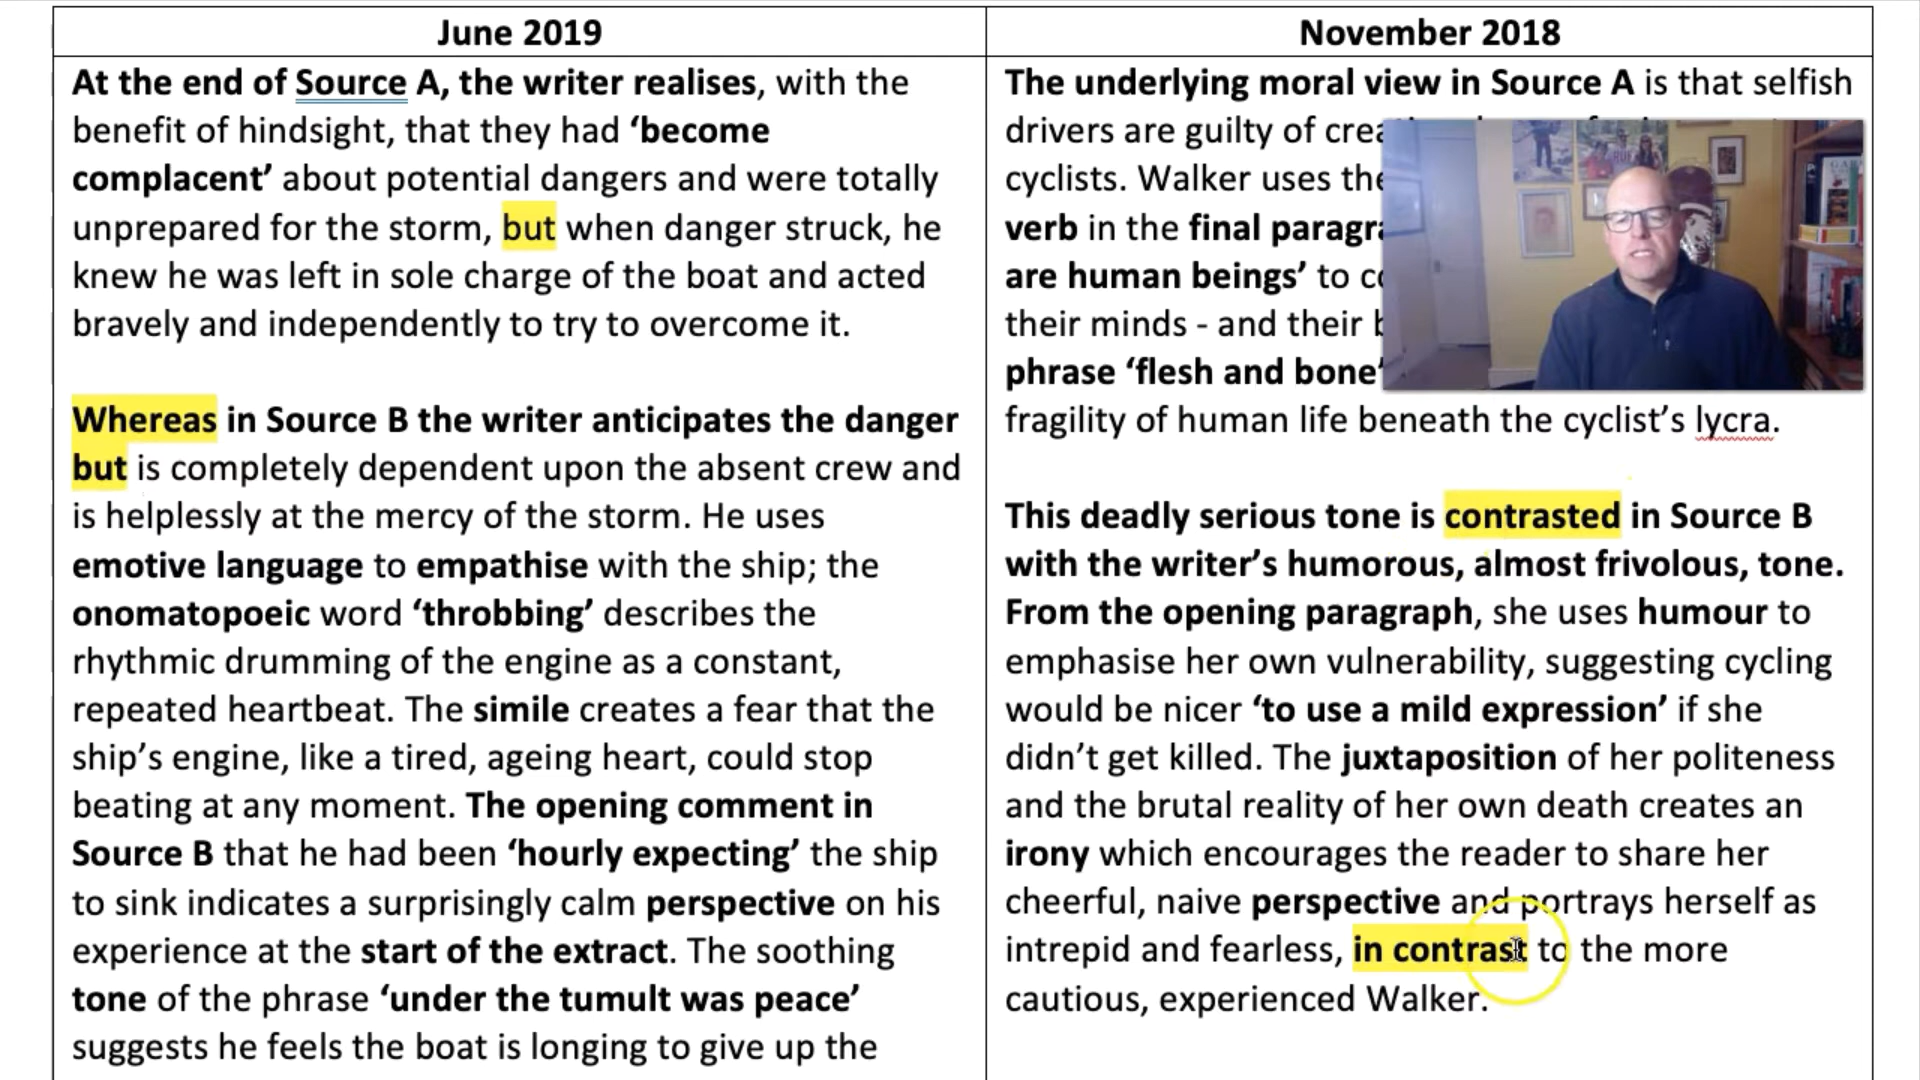 June 2019
At the end of Source A, the writer realises, with the
benefit of hindsight, that they had ‘become
complacent’ about potential dangers and were totally
unprepared for the storm, but when danger struck, he
knew he was left in sole charge of the boat and acted
bravely and independently to try to overcome it.
Whereas in Source B the writer anticipates the danger
but is completely dependent upon the absent crew and
is helplessly at the mercy of the storm. He uses
emotive language to empathise with the ship; the
onomatopoeic word ‘throbbing’ describes the
rhythmic drumming of the engine as a constant,
repeated heartbeat. The simile creates a fear that the
ship’s engine, like a tired, ageing heart, could stop
beating at any moment. The opening comment in
Source B that he had been ‘hourly expecting’ the ship
to sink indicates a surprisingly calm perspective on his
experience at the start of the extract. The soothing
tone of the phrase ‘under the tumult was peace’
suggests he feels the boat is longing to give up the
November 2018
The underlying moral view in Source A is that selfish
drivers are guilty of
cyclists. Walker uses
verb in the final
are human beings’ to
their minds - and their
phrase ‘flesh and bone’
fragility of human life beneath the cyclist’s lycra.
This deadly serious tone is contrasted in Source B
with the writer’s humorous, almost frivolous, tone.
From the opening paragraph, she uses humour to
emphasise her own vulnerability, suggesting cycling
would be nicer ‘to use a mild expression’ if she
didn’t get killed. The juxtaposition of her politeness
and the brutal reality of her own death creates an
irony which encourages the reader to share her
cheerful, naive perspective and portrays herself as
intrepid and fearless, in contrast to the more
cautious, experienced Walker.